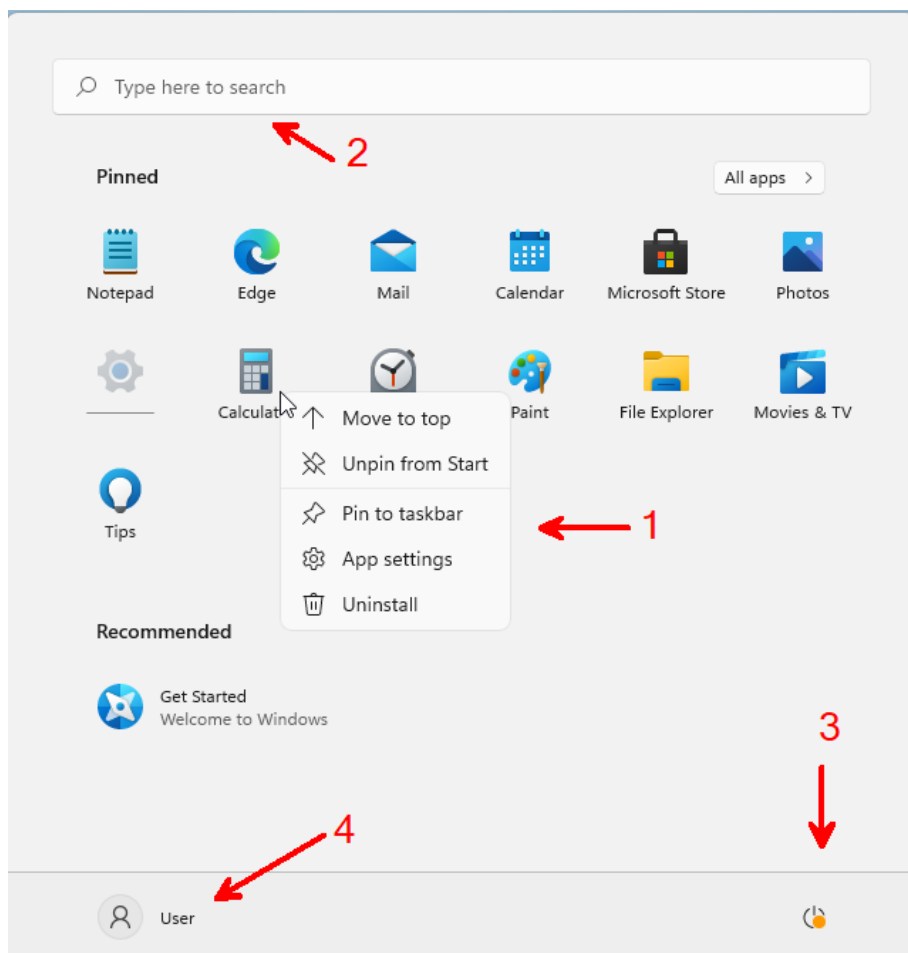 Type here to search
2
Pinned
All apps >
Notepad
Edge
Mail
Calendar
Microsoft Store
Photos
Calculat
Paint
File Explorer
Movies & TV
Move to top
Unpin from Start
Pin to taskbar
1
App settings
Uninstall
Tips
Recommended
Get Started
Welcome to Windows
3
4
User